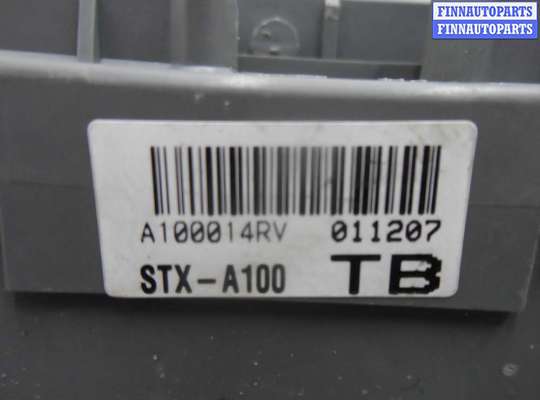 FINNAUTOPARTS
FINNAUTOPARTS
A100014RV 011207
STX-A100 TB